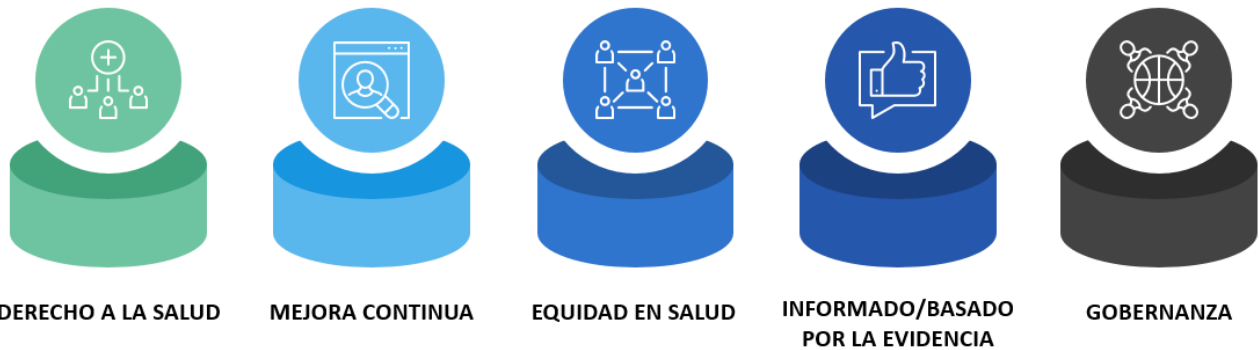 DERECHO A LA SALUD
MEJORA CONTINUA
EQUIDAD EN SALUD
INFORMADO/BASADO
POR LA EVIDENCIA
GOBERNANZA